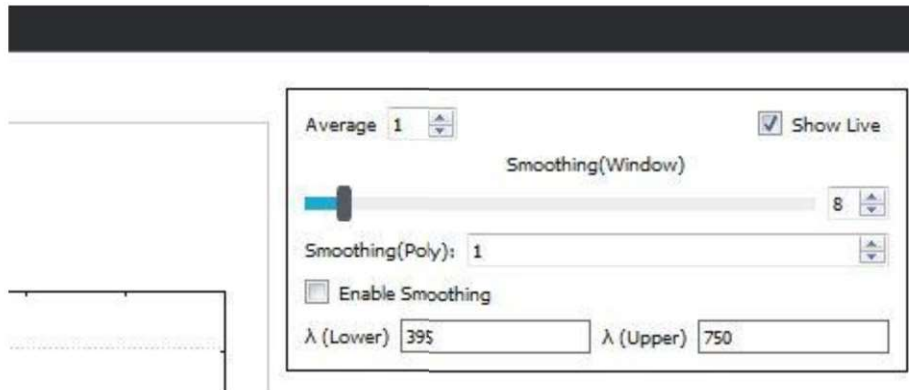 Average 1 Show Live
Smoothing(Window)
8
Smoothing(Poly): 1
Enable Smoothing
λ (Lower) 395 λ (Upper) 750